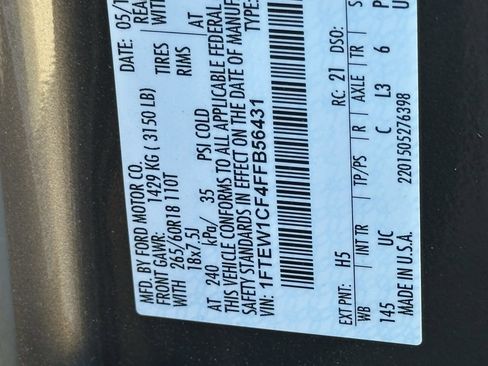 MFD. BY FORD MOTOR CO.
DATE: 05/1
FRONT GAWR: 1429 KG ( 3150 LB)
REA
WITH 265/60R18 110T TIRES
WIT
18x7.5J RIMS
AT 240 kPa/ 35 PSI COLD
AT
THIS VEHICLE CONFORMS TO ALL APPLICABLE FEDERAL
SAFETY STANDARDS IN EFFECT ON THE DATE OF MANUF
VIN: 1FTEW1CF4FFB56431
TYPE:
EXT PNT: H5 RC: 21 DSO:
WB INT TR TP/PS R AXLE TR S
145 UC C L3 6 P
MADE IN U.S.A. 2201505276398 U